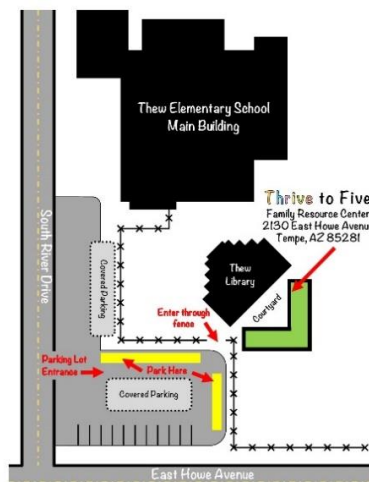 Thew Elementary School
Main Building
Thrive to Five
Family Resource Center
2130 East Howe Avenue
Tempe, AZ 85281
South River Drive
Covered Parking
Thew
Library
Courtyard
Enter through
fence
Parking Lot
Entrance
Park Here
Covered Parking
East Howe Avenue